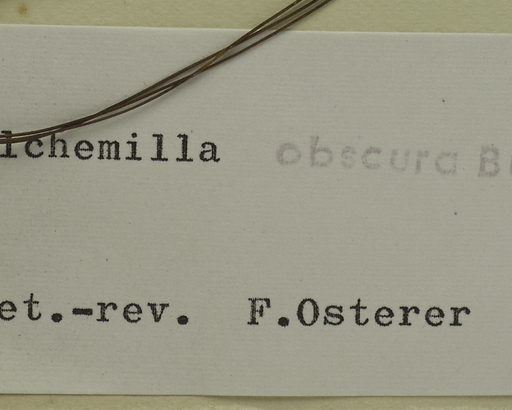 lchemilla obscura B
et.-rev. F.Osterer